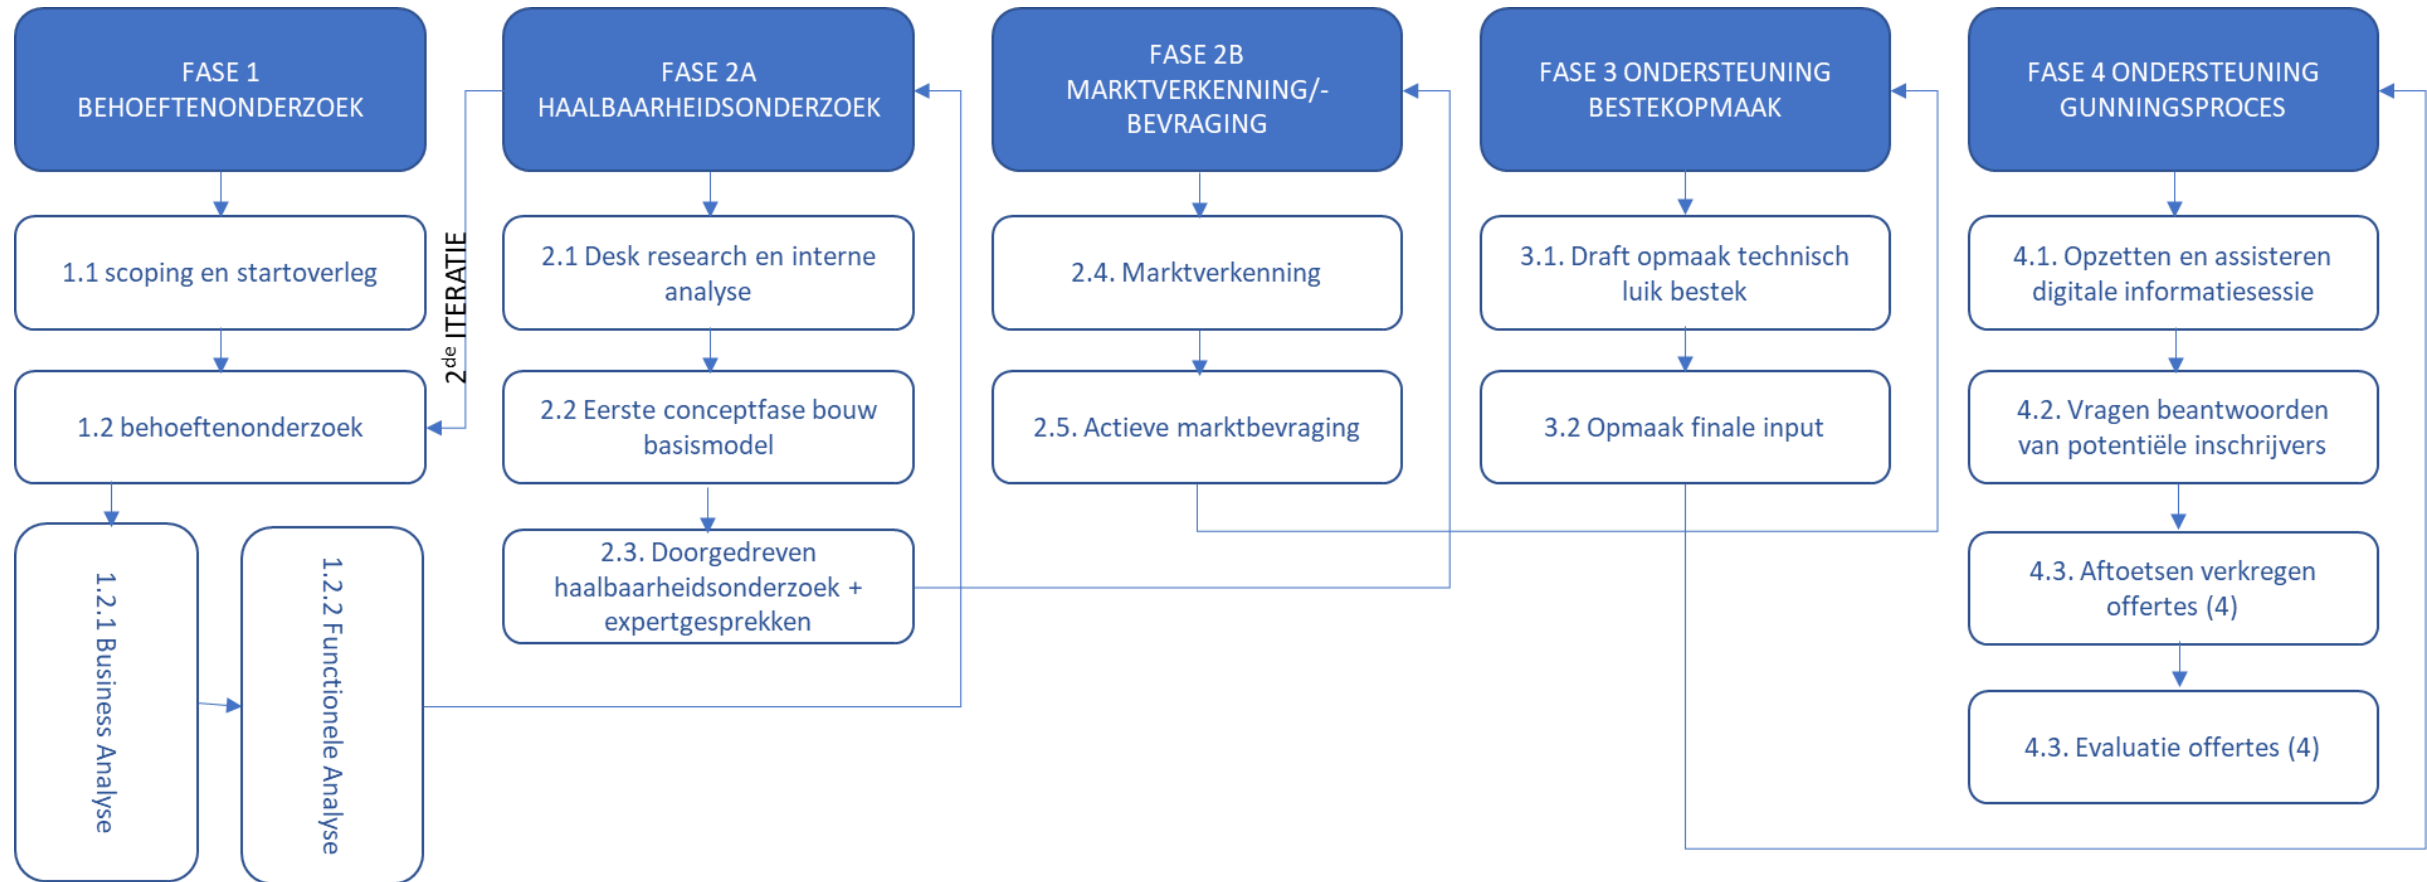 FASE 1
BEHOEFTENONDERZOEK
1.1 scoping en startoverleg
1.2 behoeftenonderzoek
1.2.1 Business Analyse
1.2.2 Functionele Analyse
2de ITERATIE
FASE 2A
HAALBAARHEIDSONDERZOEK
2.1 Desk research en interne
analyse
2.2 Eerste conceptfase bouw
basismodel
2.3. Doorgedreven
haalbaarheidsonderzoek +
expertgesprekken
FASE 2B
MARKTVERKENNING/-
BEVRAGING
2.4. Marktverkenning
2.5. Actieve marktbevraging
FASE 3 ONDERSTEUNING
BESTEKOPMAAK
3.1. Draft opmaak technisch
luik bestek
3.2 Opmaak finale input
FASE 4 ONDERSTEUNING
GUNNINGSPROCES
4.1. Opzetten en assisteren
digitale informatiesessie
4.2. Vragen beantwoorden
van potentiële inschrijvers
4.3. Aftoetsen verkregen
offertes (4)
4.3. Evaluatie offertes (4)